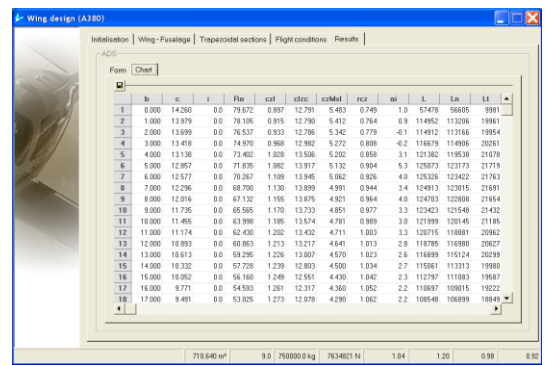 Wing design (A380)
Initialisation Wing - Fuselage Trapezoidal sections Flight conditions Results
ADS
Form Chart
b c i Re czl clzc czMxl rcz ai L Ln Lt
1 0.000 14.260 0.0 79.672 0.897 12.791 5.483 0.749 1.0 57478 56605 9981
2 1.000 13.979 0.0 78.105 0.915 12.790 5.412 0.764 0.9 114952 113206 19961
3 2.000 13.699 0.0 76.537 0.933 12.786 5.342 0.779 -0.1 114912 113166 19954
4 3.000 13.418 0.0 74.970 0.968 12.982 5.272 0.808 -0.2 116679 114906 20261
5 4.000 13.138 0.0 73.402 1.028 13.506 5.202 0.858 3.1 121382 119538 21078
6 5.000 12.857 0.0 71.835 1.082 13.917 5.132 0.904 5.3 125073 123173 21719
7 6.000 12.577 0.0 70.267 1.109 13.945 5.062 0.926 4.0 125326 123422 21763
8 7.000 12.296 0.0 68.700 1.130 13.899 4.991 0.944 3.4 124913 123015 21691
9 8.000 12.016 0.0 67.132 1.155 13.875 4.921 0.964 4.0 124703 122808 21654
10 9.000 11.735 0.0 65.565 1.170 13.733 4.851 0.977 3.3 123423 121548 21432
11 10.000 11.455 0.0 63.998 1.185 13.574 4.781 0.989 3.0 121999 120145 21185
12 11.000 11.174 0.0 62.430 1.202 13.432 4.711 1.003 3.3 120715 118881 20962
13 12.000 10.893 0.0 60.863 1.213 13.217 4.641 1.013 2.8 118785 116980 20627
14 13.000 10.613 0.0 59.295 1.226 13.007 4.570 1.023 2.6 116899 115124 20299
15 14.000 10.332 0.0 57.728 1.239 12.803 4.500 1.034 2.7 115061 113313 19980
16 15.000 10.052 0.0 56.160 1.249 12.551 4.430 1.042 2.3 112797 111083 19587
17 16.000 9.771 0.0 54.593 1.261 12.317 4.360 1.052 2.2 110697 109015 19222
18 17.000 9.491 0.0 53.025 1.273 12.078 4.290 1.062 2.2 108548 106899 18849
710.640 m² 9.0 750000.0 kg 7634821 N 1.04 1.20 0.98 0.92